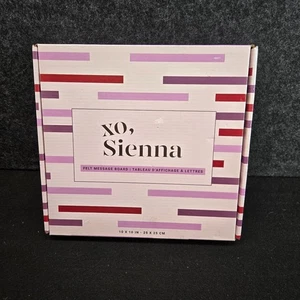 xo,
Sienna
FELT MESSAGE BOARD | TABLEAU D'AFFICHAGE À LETTRES
10 X 10 IN - 25 X 25 CM